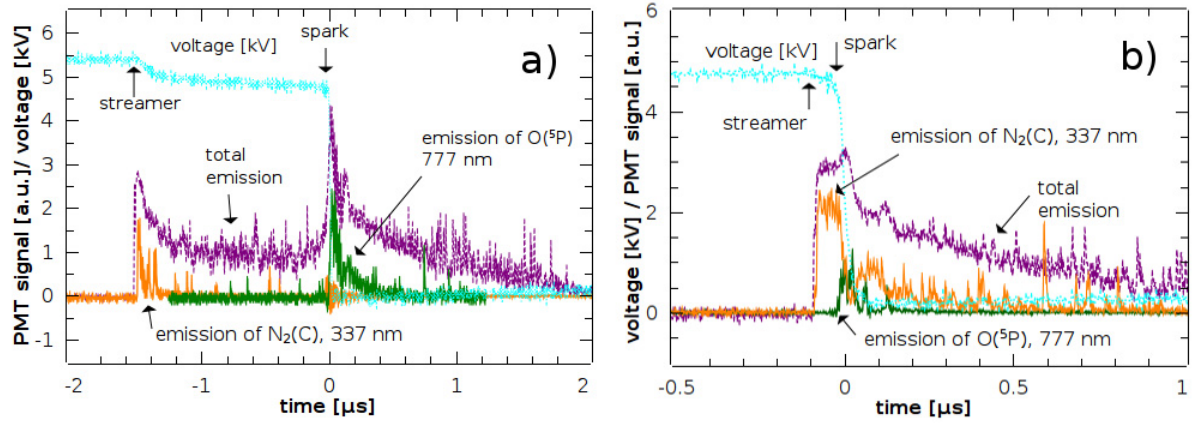 a)
PMT signal [a.u.]/ voltage [kV]
6
5
4
3
2
1
0
-1
voltage [kV]
spark
streamer
emission of O(⁵P)
777 nm
total
emission
emission of N₂(C), 337 nm
-2
-1
0
1
2
time [µs]
b)
voltage [kV] / PMT signal [a.u.]
6
4
2
0
voltage [kV]
spark
streamer
emission of N₂(C), 337 nm
total
emission
emission of O(⁵P), 777 nm
-0.5
0
0.5
1
time [µs]